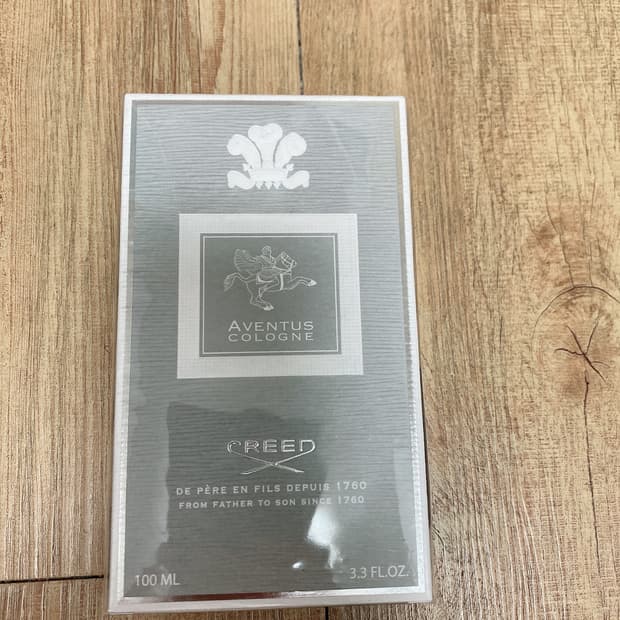 AVENTUS
COLOGNE
CREED
DE PÈRE EN FILS DEPUIS 1760
FROM FATHER TO SON SINCE 1760
100 ML
3.3 FL.OZ.